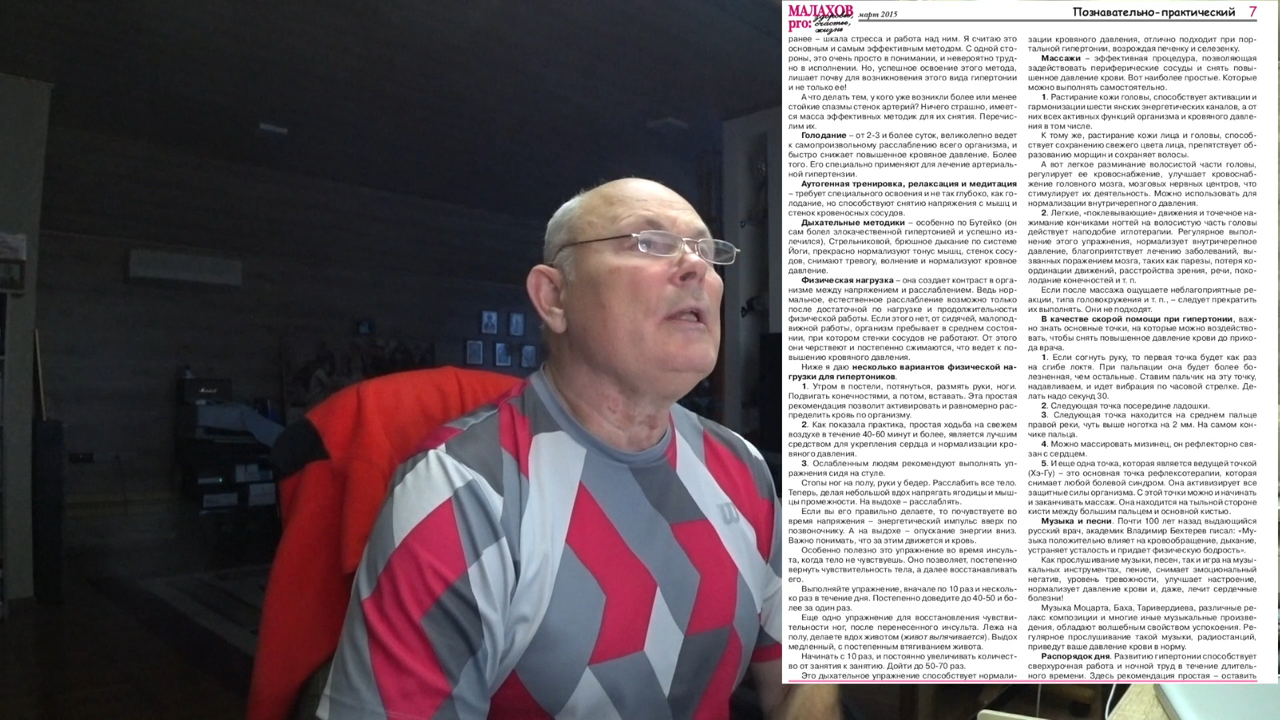 МАЛАХОВ
pro: здоровье, счастье, жизнь
март 2015
Познавательно-практический 7
ранее – шкала стресса и работа над ним. Я считаю это
основным и самым эффективным методом. С одной сто-
роны, это очень просто в понимании, и невероятно труд-
но в исполнении. Но, успешное освоение этого метода,
лишает почву для возникновения этого вида гипертонии
и не только ее!
А что делать тем, у кого уже возникли более или менее
стойкие спазмы стенок артерий? Ничего страшно, имеет-
ся масса эффективных методик для их снятия. Перечис-
лим их.
Голодание – от 2-3 и более суток, великолепно ведет
к самопроизвольному расслаблению всего организма, и
быстро снижает повышенное кровяное давление. Более
того. Его специально применяют для лечение артериаль-
ной гипертензии.
Аутогенная тренировка, релаксация и медитация
– требует специального освоения и не так глубоко, как го-
лодание, но способствуют снятию напряжения с мышц и
стенок кровеносных сосудов.
Дыхательные методики – особенно по Бутейко (он
сам болел злокачественной гипертонией и успешно из-
лечился), Стрельниковой, брюшное дыхание по системе
Йоги, прекрасно нормализуют тонус мышц, стенок сосу-
дов, снимают тревогу, волнение и нормализуют кровное
давление.
Физическая нагрузка – она создает контраст в орга-
низме между напряжением и расслаблением. Ведь нор-
мальное, естественное расслабление возможно только
после достаточной по нагрузке и продолжительности
физической работы. Если этого нет, от сидячей, малопод-
вижной работы, организм пребывает в среднем состоя-
нии, при котором стенки сосудов не работают. От этого
они черствеют и постепенно сжимаются, что ведет к по-
вышению кровяного давления.
Ниже я даю несколько вариантов физической на-
грузки для гипертоников.
1. Утром в постели, потянуться, размять руки, ноги.
Подвигать конечностями, а потом, вставать. Эта простая
рекомендация позволит активировать и равномерно рас-
пределить кровь по организму.
2. Как показала практика, простая ходьба на свежем
воздухе в течение 40-60 минут и более, является лучшим
средством для укрепления сердца и нормализации кро-
вяного давления.
3. Ослабленным людям рекомендуют выполнять уп-
ражнения сидя на стуле.
Стопы ног на полу, руки у бедер. Расслабить все тело.
Теперь, делая небольшой вдох напрягать ягодицы и мыш-
цы промежности. На выдохе – расслаблять.
Если вы его правильно делаете, то почувствуете во
время напряжения – энергетический импульс вверх по
позвоночнику. А на выдохе – опускание энергии вниз.
Важно понимать, что за этим движется и кровь.
Особенно полезно это упражнение во время инсуль-
та, когда тело не чувствуешь. Оно позволяет, постепенно
вернуть чувствительность тела, а далее восстанавливать
его.
Выполняйте упражнение, вначале по 10 раз и несколь-
ко раз в течение дня. Постепенно доведите до 40-50 и бо-
лее за один раз.
Еще одно упражнение для восстановления чувстви-
тельности ног, после перенесенного инсульта. Лежа на
полу, делаете вдох животом (живот выпячивается). Выдох
медленный, с постепенным втягиванием живота.
Начинать с 10 раз, и постоянно увеличивать количест-
во от занятия к занятию. Дойти до 50-70 раз.
Это дыхательное упражнение способствует нормали-
зации кровяного давления, отлично подходит при пор-
тальной гипертонии, возрождая печенку и селезенку.
Массажи – эффективная процедура, позволяющая
задействовать периферические сосуды и снять повы-
шенное давление крови. Вот наиболее простые. Которые
можно выполнять самостоятельно.
1. Растирание кожи головы, способствует активации и
гармонизации шести янских энергетических каналов, а от
них всех активных функций организма и кровяного давле-
ния в том числе.
К тому же, растирание кожи лица и головы, способ-
ствует сохранению свежего цвета лица, препятствует об-
разованию морщин и сохраняет волосы.
А вот легкое разминание волосистой части головы,
регулирует ее кровоснабжение, улучшает кровоснаб-
жение головного мозга, мозговых нервных центров, что
стимулирует их деятельность. Можно использовать для
нормализации внутричерепного давления.
2. Легкие, «поклевывающие» движения и точечное на-
жимание кончиками ногтей на волосистую часть головы
действует наподобие иглотерапии. Регулярное выпол-
нение этого упражнения, нормализует внутричерепное
давление, благоприятствует лечению заболеваний, вы-
званных поражением мозга, таких как парезы, потеря ко-
ординации движений, расстройства зрения, речи, похо-
лодание конечностей и т. п.
Если после массажа ощущаете неблагоприятные ре-
акции, типа головокружения и т. п., – следует прекратить
их выполнять. Они не подходят.
В качестве скорой помощи при гипертонии, важ-
но знать основные точки, на которые можно воздейство-
вать, чтобы снять повышенное давление крови до прихо-
да врача.
1. Если согнуть руку, то первая точка будет как раз
на сгибе локтя. При пальпации она будет более бо-
лезненная, чем остальные. Ставим пальчик на эту точку,
надавливаем, и идет вибрация по часовой стрелке. Де-
лать надо секунд 30.
2. Следующая точка посередине ладошки.
3. Следующая точка находится на среднем пальце
правой реки, чуть выше ноготка на 2 мм. На самом кон-
чике пальца.
4. Можно массировать мизинец, он рефлекторно свя-
зан с сердцем.
5. И еще одна точка, которая является ведущей точкой
(Хэ-Гу) – это основная точка рефлексотерапии, которая
снимает любой болевой синдром. Она активизирует все
защитные силы организма. С этой точки можно и начинать
и заканчивать массаж. Она находится на тыльной стороне
кисти между большим пальцем и основной кистью.
Музыка и песни. Почти 100 лет назад выдающийся
русский врач, академик Владимир Бехтерев писал: «Му-
зыка положительно влияет на кровообращение, дыхание,
устраняет усталость и придает физическую бодрость».
Как прослушивание музыки, песен, так и игра на музы-
кальных инструментах, пение, снимает эмоциональный
негатив, уровень тревожности, улучшает настроение,
нормализует давление крови и, даже, лечит сердечные
болезни!
Музыка Моцарта, Баха, Таривердиева, различные ре-
лакс композиции и многие иные музыкальные произве-
дения, обладают волшебным свойством успокоения. Ре-
гулярное прослушивание такой музыки, радиостанций,
приведут ваше давление крови в норму.
Распорядок дня. Развитию гипертонии способствует
сверхурочная работа и ночной труд в течение длитель-
ного времени. Здесь рекомендация простая – оставить